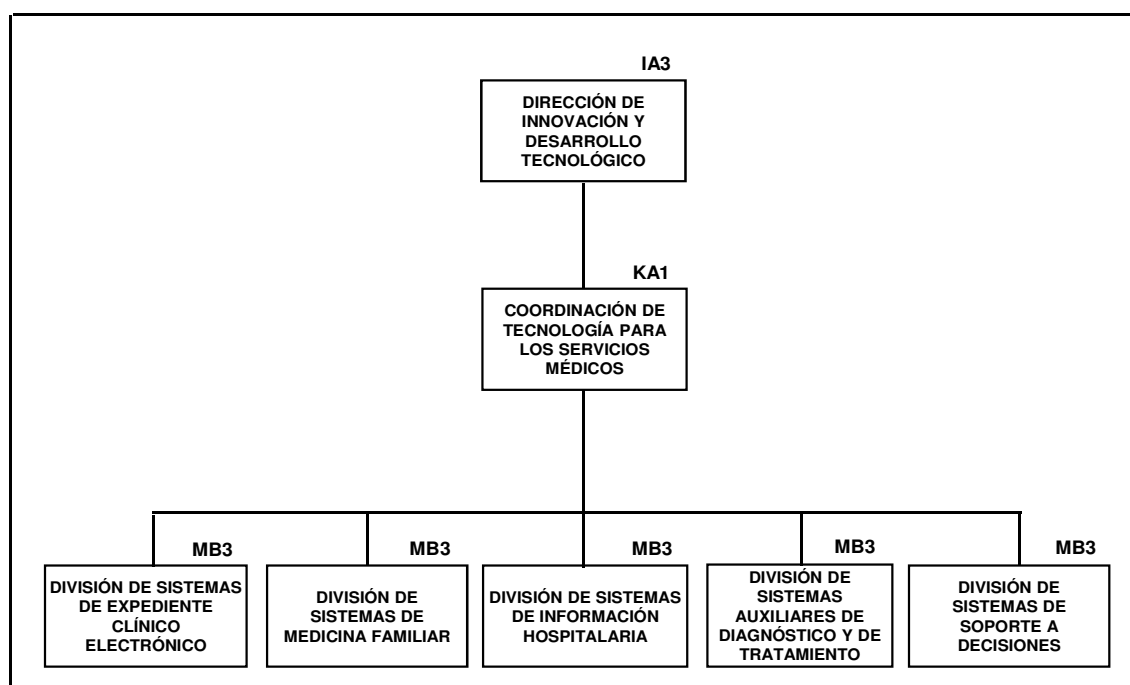 IA3
DIRECCIÓN DE
INNOVACIÓN Y
DESARROLLO
TECNOLÓGICO
KA1
COORDINACIÓN DE
TECNOLOGÍA PARA
LOS SERVICIOS
MÉDICOS
MB3
DIVISIÓN DE SISTEMAS
DE EXPEDIENTE
CLÍNICO
ELECTRÓNICO
MB3
DIVISIÓN DE
SISTEMAS DE
MEDICINA FAMILIAR
MB3
DIVISIÓN DE SISTEMAS
DE INFORMACIÓN
HOSPITALARIA
MB3
DIVISIÓN DE
SISTEMAS
AUXILIARES DE
DIAGNÓSTICO Y DE
TRATAMIENTO
MB3
DIVISIÓN DE
SISTEMAS DE
SOPORTE A
DECISIONES